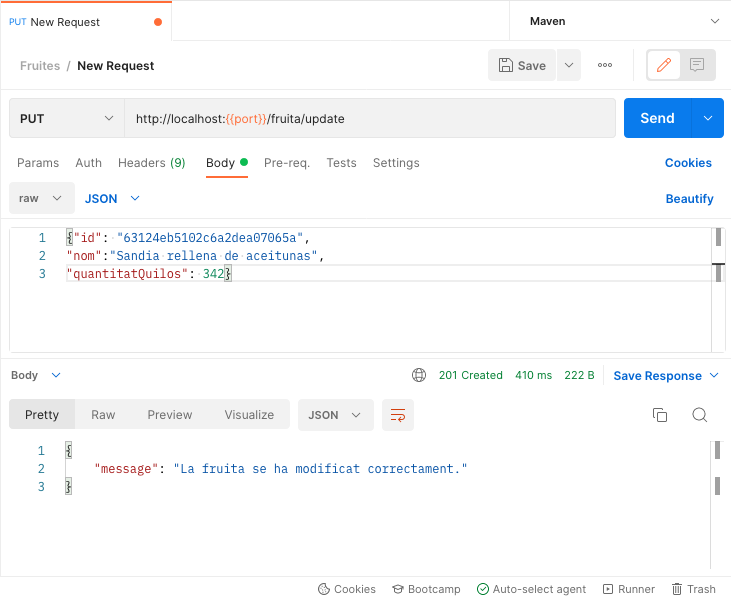 PUT New Request
Maven
Fruites / New Request
Save
PUT
http://localhost:{{port}}/fruita/update
Send
Params Auth Headers (9) Body Pre-req. Tests Settings
Cookies
raw JSON
Beautify
1 {"id": "63124eb5102c6a2dea07065a",
2 "nom":"Sandia rellena de aceitunas",
3 "quantitatQuilos": 342}
Body
201 Created 410 ms 222 B Save Response
Pretty Raw Preview Visualize JSON
1 {
2 "message": "La fruita se ha modificat correctament."
3 }
Cookies Bootcamp Auto-select agent Runner Trash